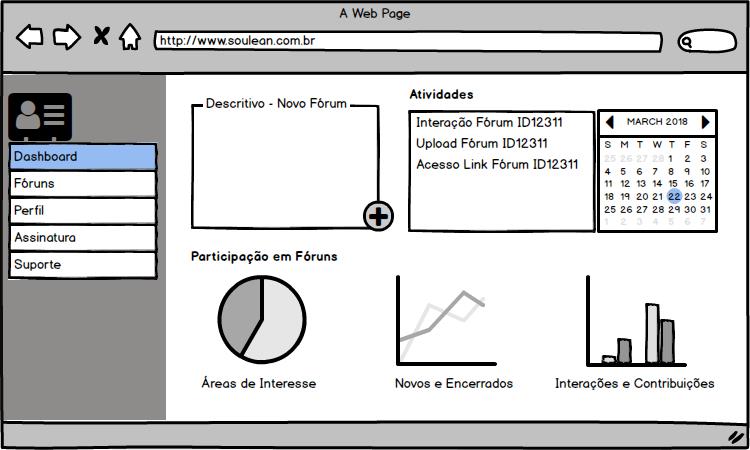 A Web Page
http://www.soulean.com.br
Dashboard
Fóruns
Perfil
Assinatura
Suporte
Descritivo - Novo Fórum
Atividades
Interação Fórum ID12311
Upload Fórum ID12311
Acesso Link Fórum ID12311
MARCH 2018
S M T W T F S
25 26 27 28 1 2 3
4 5 6 7 8 9 10
11 12 13 14 15 16 17
18 19 20 21 22 23 24
25 26 27 28 29 30 31
1 2 3 4 5 6 7
Participação em Fóruns
Áreas de Interesse
Novos e Encerrados
Interações e Contribuições